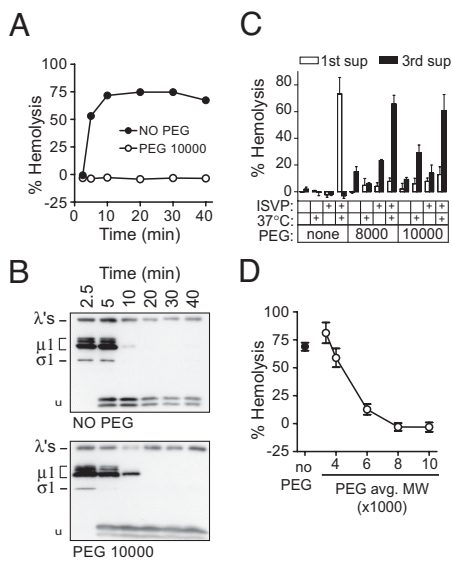 A
% Hemolysis
100
75
50
25
0
-25
NO PEG
PEG 10000
0 10 20 30 40
Time (min)
B
Time (min)
2.5 5 10 20 30 40
λ's
μ1
σ1
u
NO PEG
λ's
μ1
σ1
u
PEG 10000
C
1st sup 3rd sup
% Hemolysis
80
60
40
20
0
ISVP: + + + + + +
37°C: + + + + + +
PEG: none 8000 10000
D
% Hemolysis
100
75
50
25
0
-25
no PEG
4 6 8 10
PEG avg. MW
(x1000)